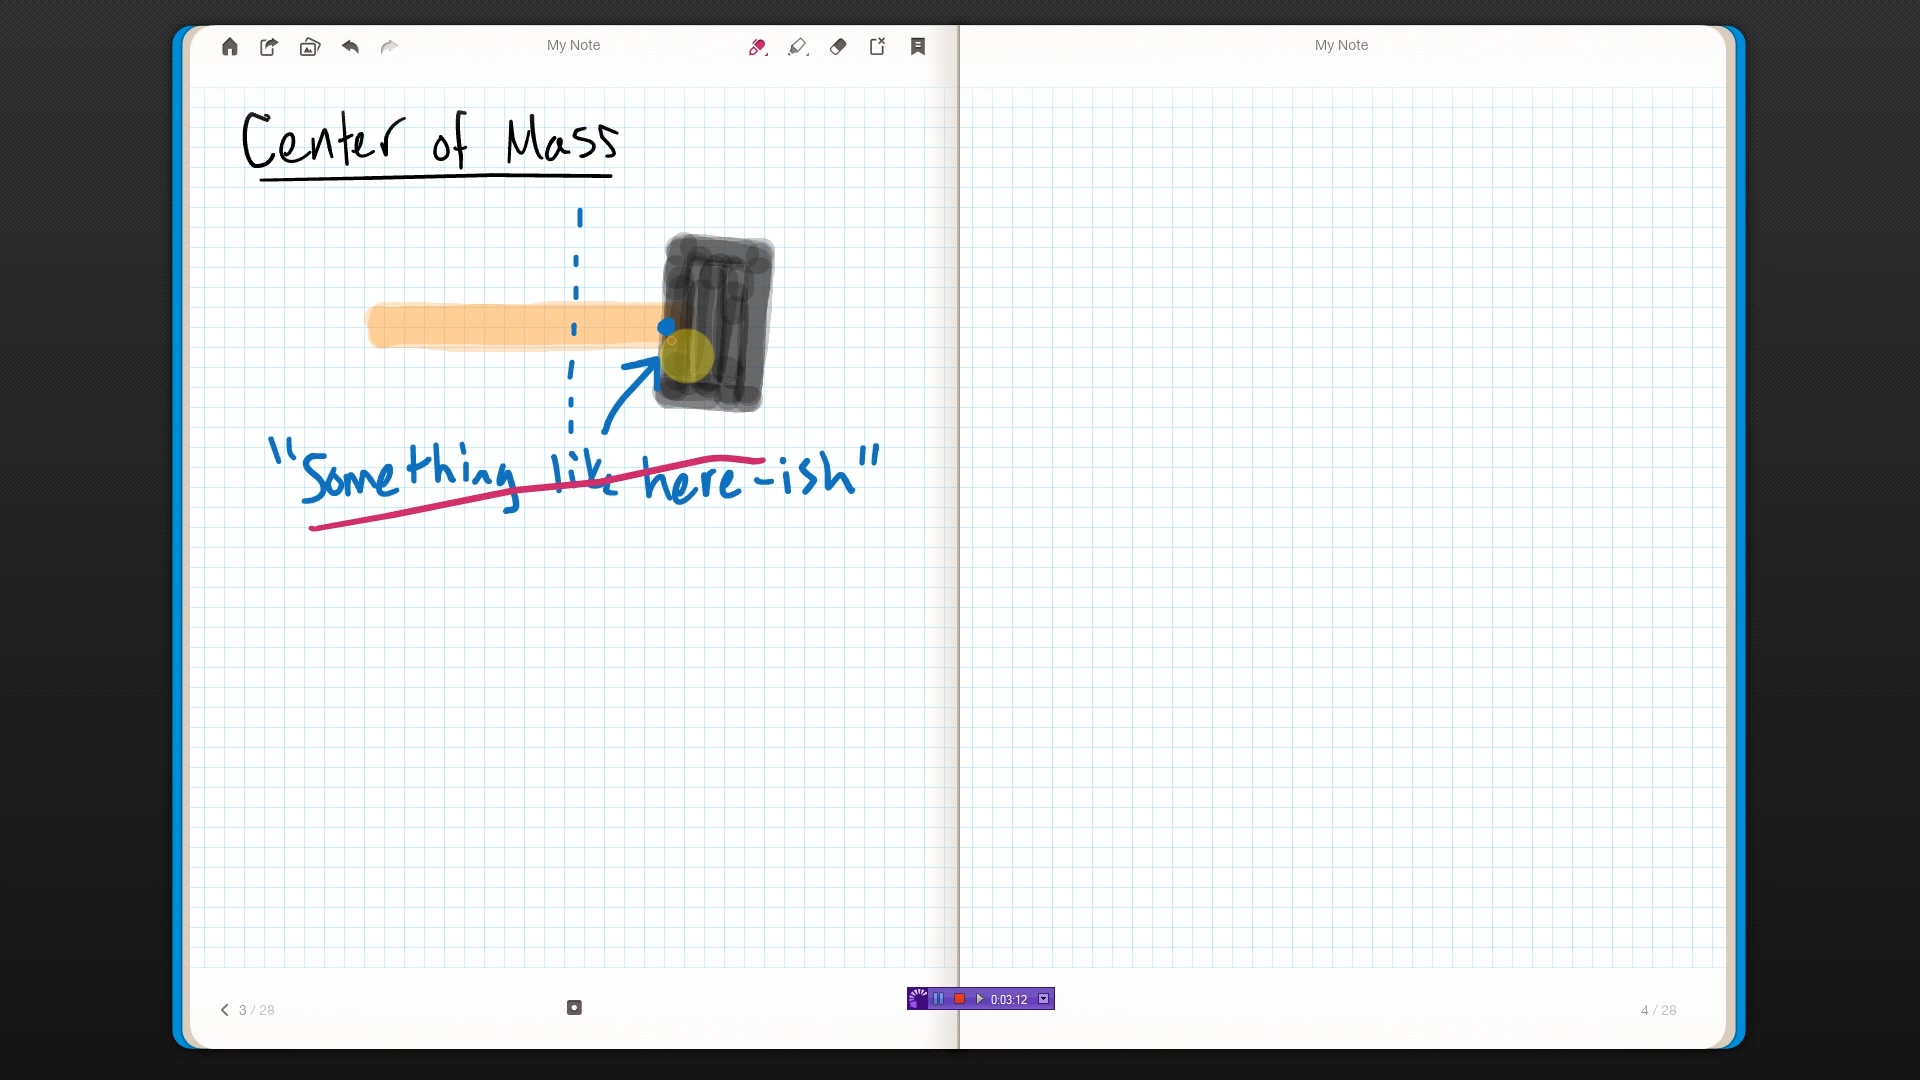 My Note
My Note
Center of Mass
"Something like here-ish"
3 / 28
0:03:12
4 / 28